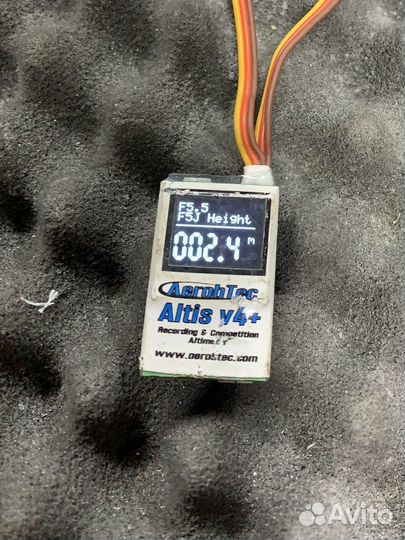 F5.5
F5J Height
002.4 m
AerobTec
Altis v4+
Recording & Competition
Altimeter
www.aerobtec.com
Avito